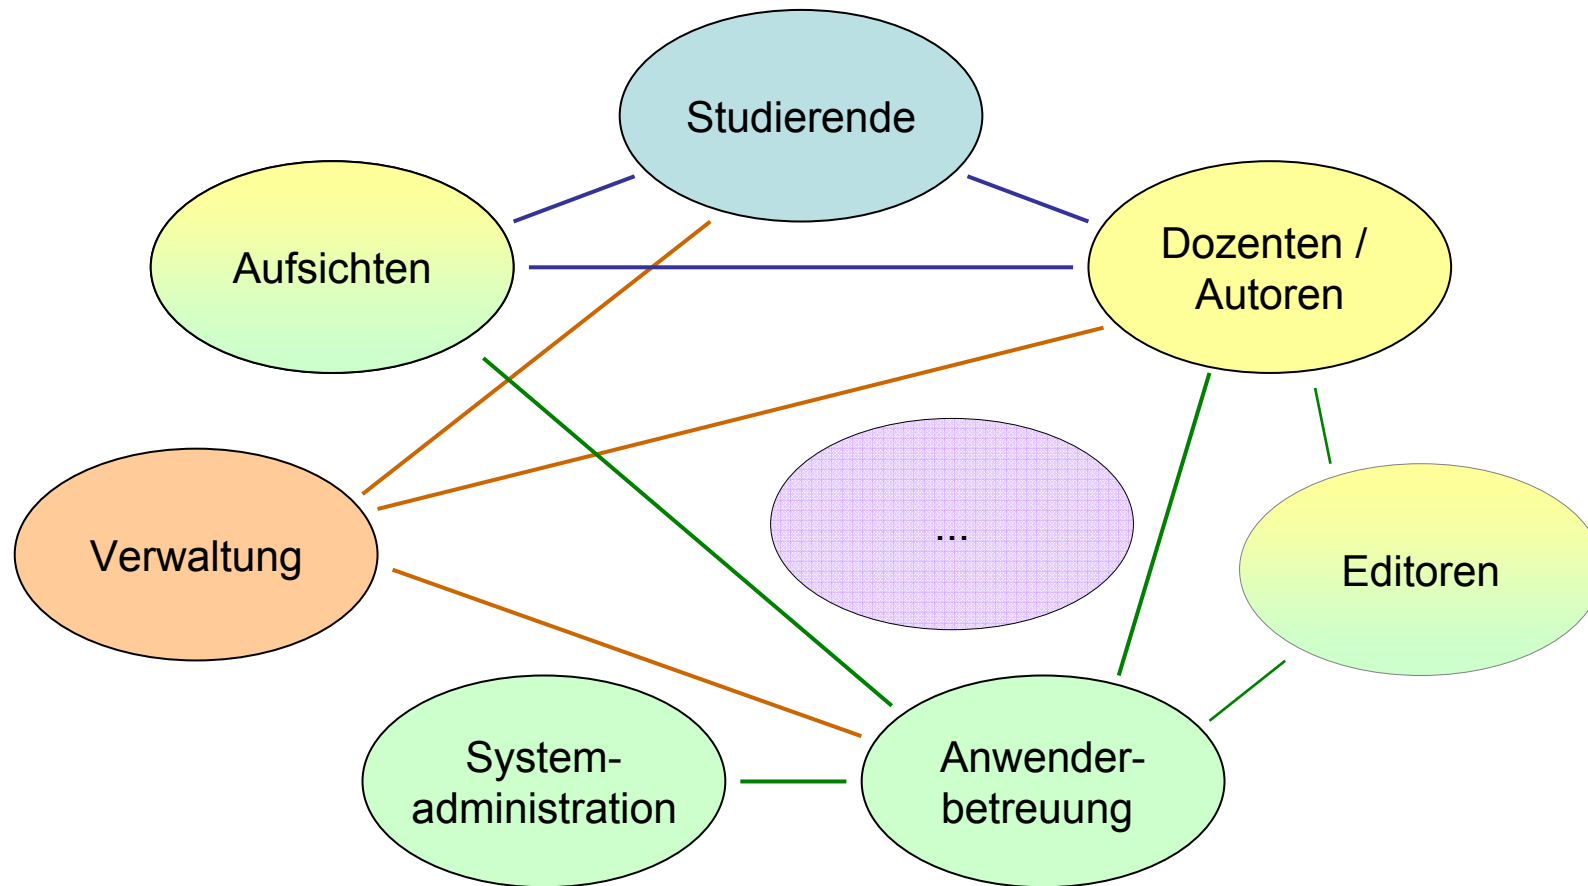 Studierende
Aufsichten
Dozenten /
Autoren
...
Verwaltung
Editoren
System-
administration
Anwender-
betreuung